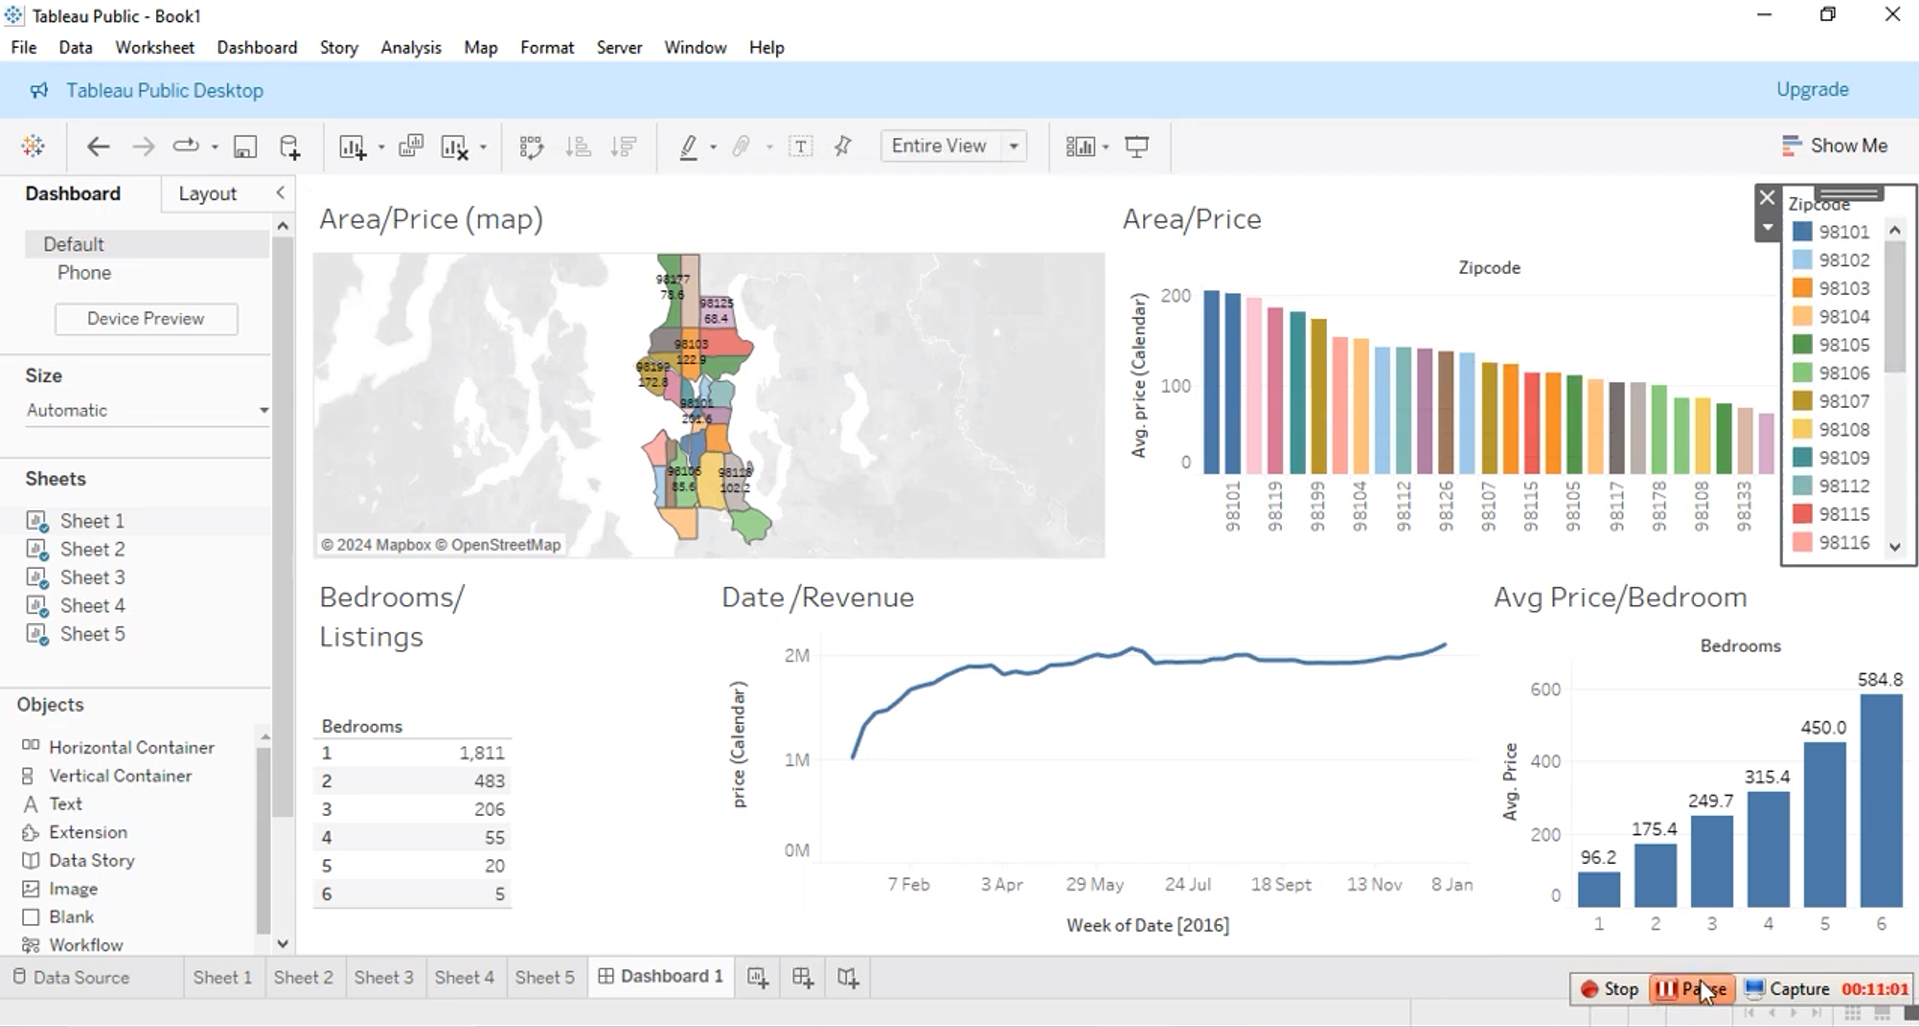 Tableau Public - Book1
File Data Worksheet Dashboard Story Analysis Map Format Server Window Help
Tableau Public Desktop
Upgrade
Entire View
Show Me
Dashboard
Layout
Default
Phone
Device Preview
Size
Automatic
Sheets
Sheet 1
Sheet 2
Sheet 3
Sheet 4
Sheet 5
Objects
Horizontal Container
Vertical Container
Text
Extension
Data Story
Image
Blank
Workflow
Area/Price (map)
98177
78.6
98125
68.4
98103
122.9
98199
172.8
98101
201.6
98106
85.6
98118
102.2
© 2024 Mapbox © OpenStreetMap
Area/Price
Zipcode
Avg. price (Calendar)
200
100
0
98101
98119
98199
98104
98112
98126
98107
98115
98105
98117
98178
98108
98133
Zipcode
98101
98102
98103
98104
98105
98106
98107
98108
98109
98112
98115
98116
Bedrooms/
Listings
Bedrooms
1 1,811
2 483
3 206
4 55
5 20
6 5
Date /Revenue
price (Calendar)
2M
1M
0M
7 Feb 3 Apr 29 May 24 Jul 18 Sept 13 Nov 8 Jan
Week of Date [2016]
Avg Price/Bedroom
Bedrooms
Avg. Price
600
400
200
0
96.2
175.4
249.7
315.4
450.0
584.8
1 2 3 4 5 6
Data Source
Sheet 1
Sheet 2
Sheet 3
Sheet 4
Sheet 5
Dashboard 1
Stop
Capture
00:11:01